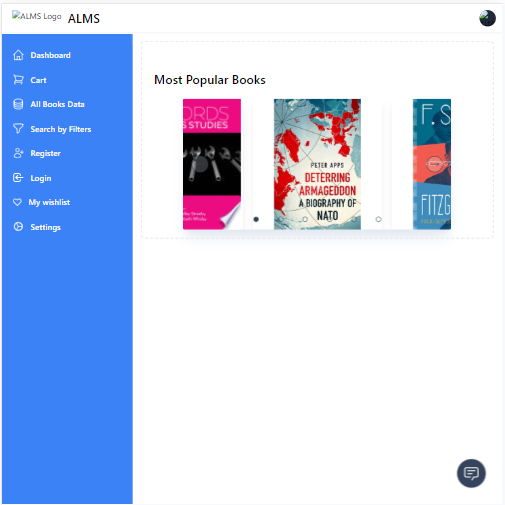 ALMS Logo ALMS
Dashboard
Cart
All Books Data
Search by Filters
Register
Login
My wishlist
Settings
Most Popular Books
STUDIES
PETER APPS
DETERRING
ARMAGEDDON
A BIOGRAPHY OF
NATO
F. S
FITZG